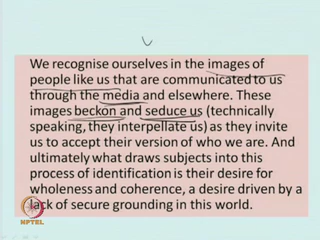 We recognise ourselves in the images of
people like us that are communicated to us
through the media and elsewhere. These
images beckon and seduce us (technically
speaking, they interpellate us) as they invite
us to accept their version of who we are. And
ultimately what draws subjects into this
process of identification is their desire for
wholeness and coherence, a desire driven by a
lack of secure grounding in this world.
NPTEL